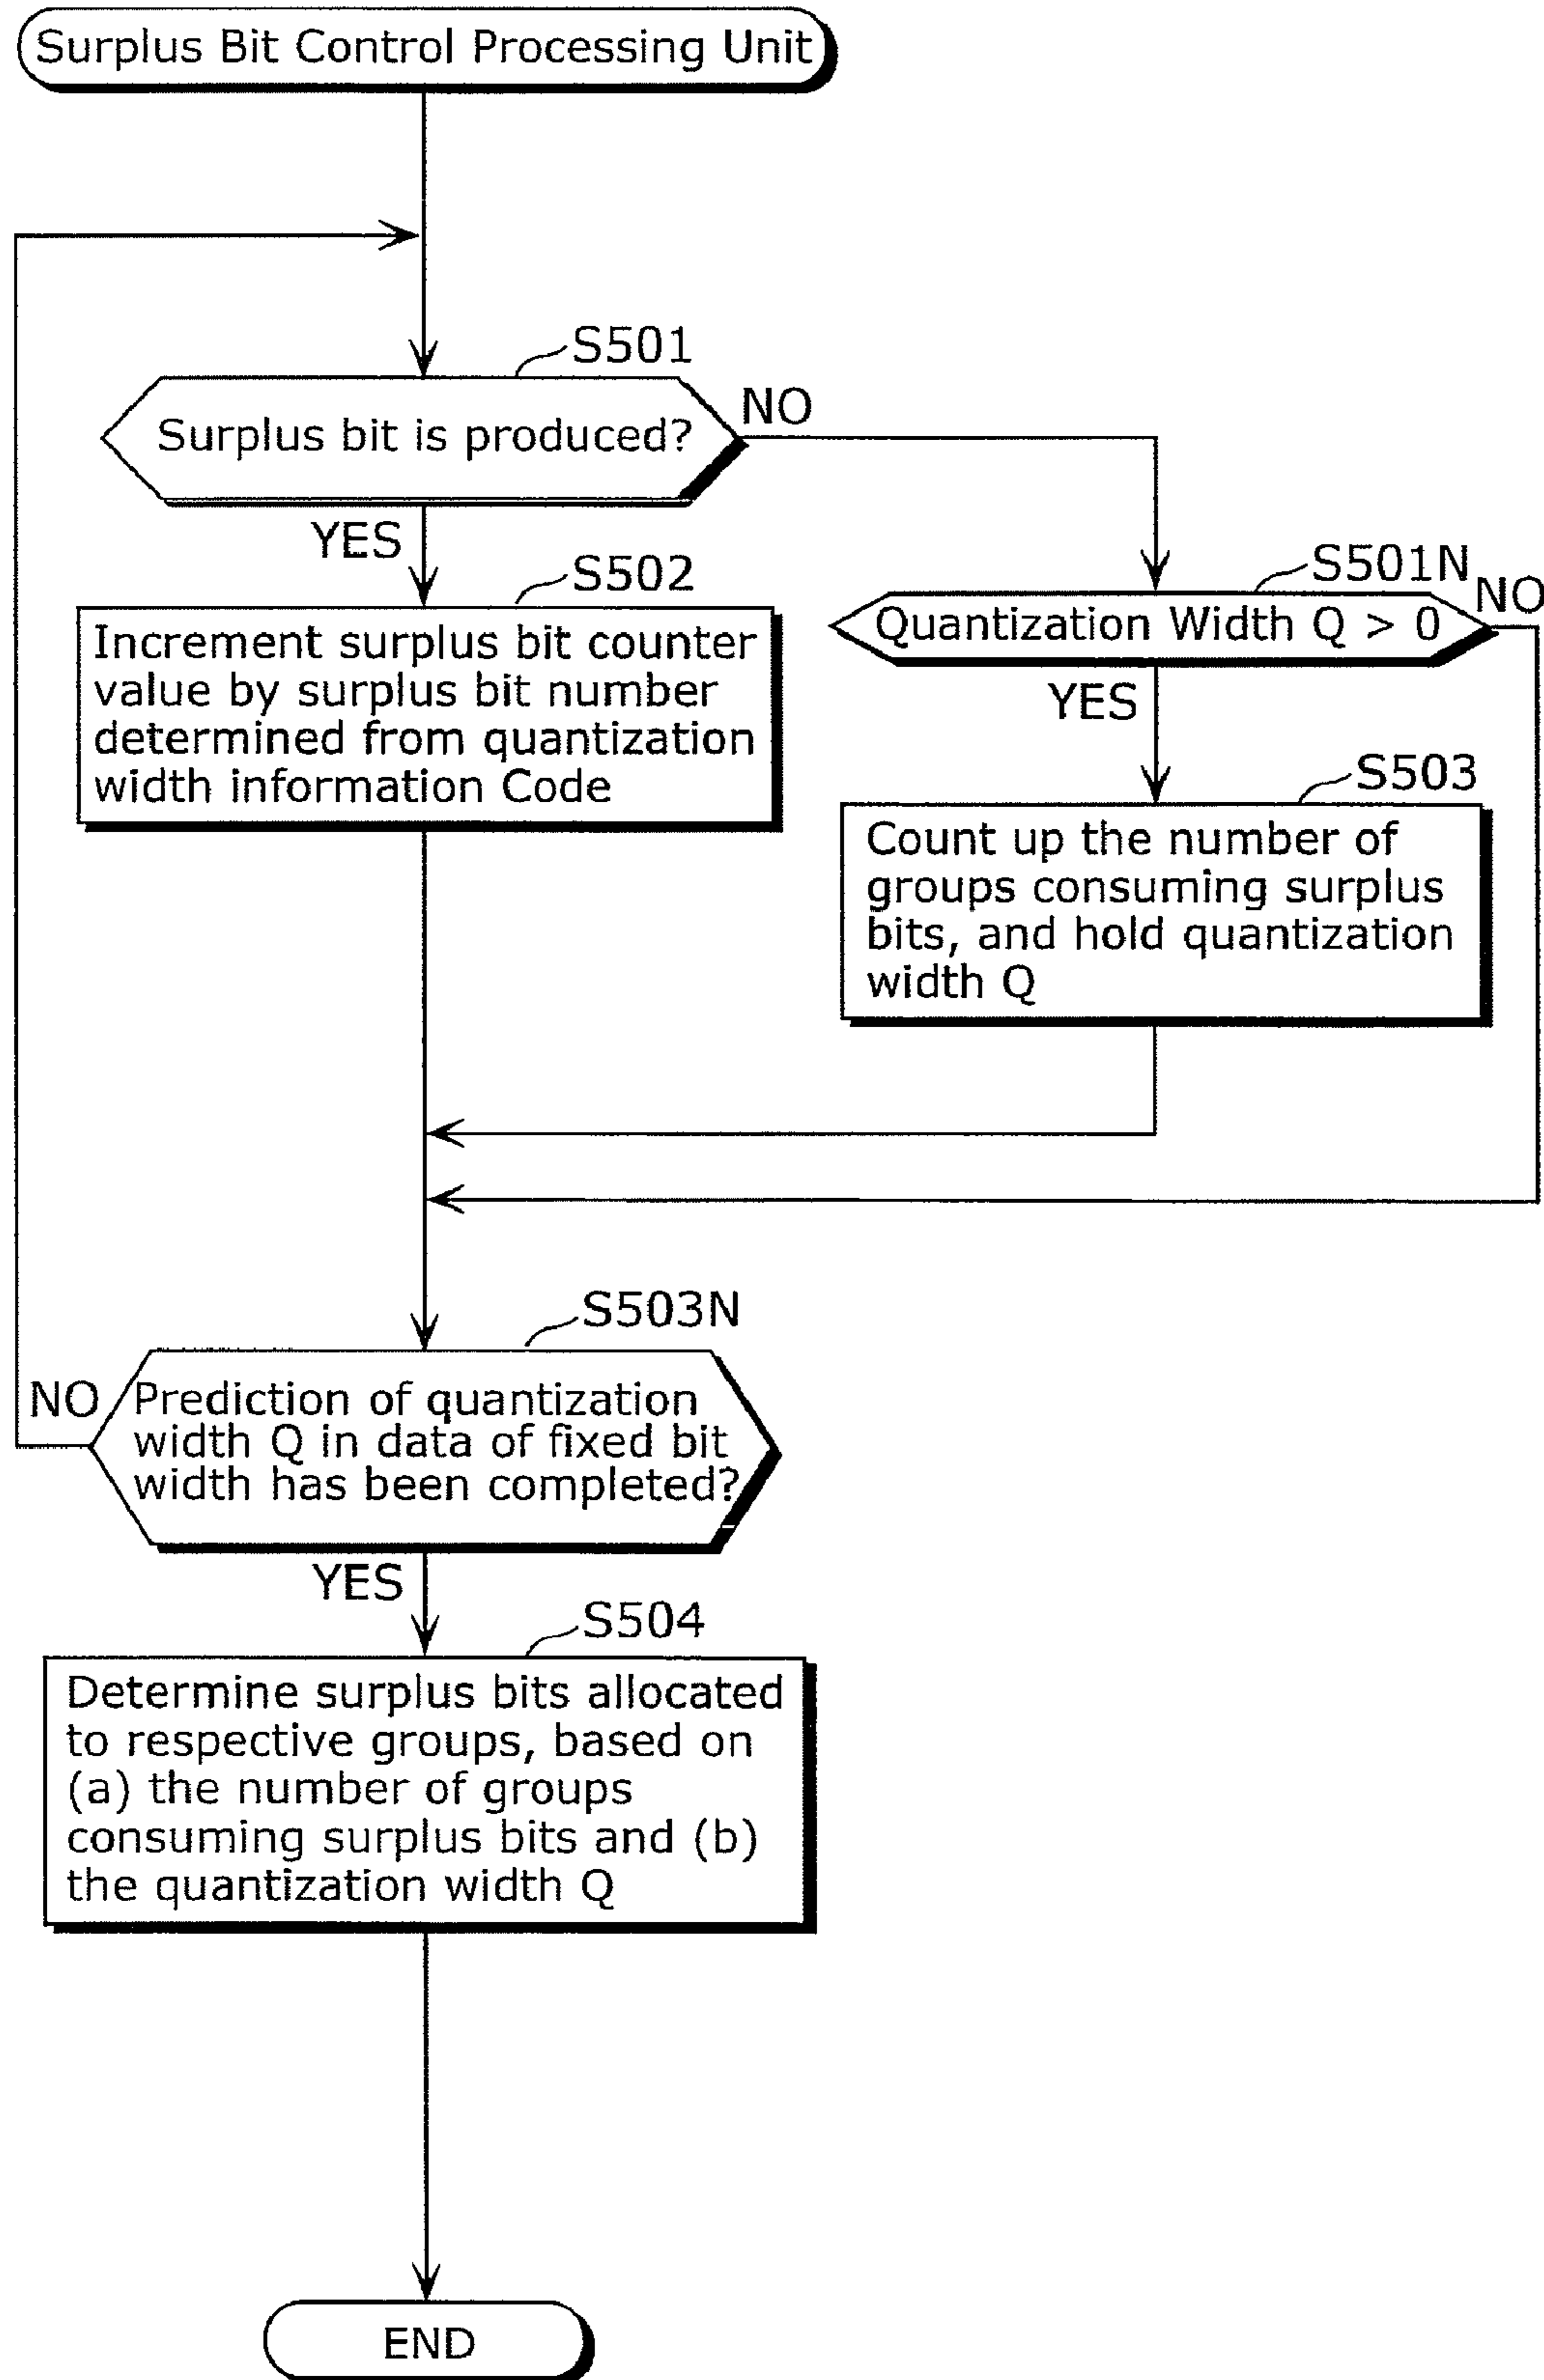 Surplus Bit Control Processing Unit
S501
Surplus bit is produced?
NO
YES
S502
Increment surplus bit counter
value by surplus bit number
determined from quantization
width information Code
S501N
Quantization Width Q > 0
NO
YES
S503
Count up the number of
groups consuming surplus
bits, and hold quantization
width Q
S503N
Prediction of quantization
width Q in data of fixed bit
width has been completed?
NO
YES
S504
Determine surplus bits allocated
to respective groups, based on
(a) the number of groups
consuming surplus bits and (b)
the quantization width Q
END